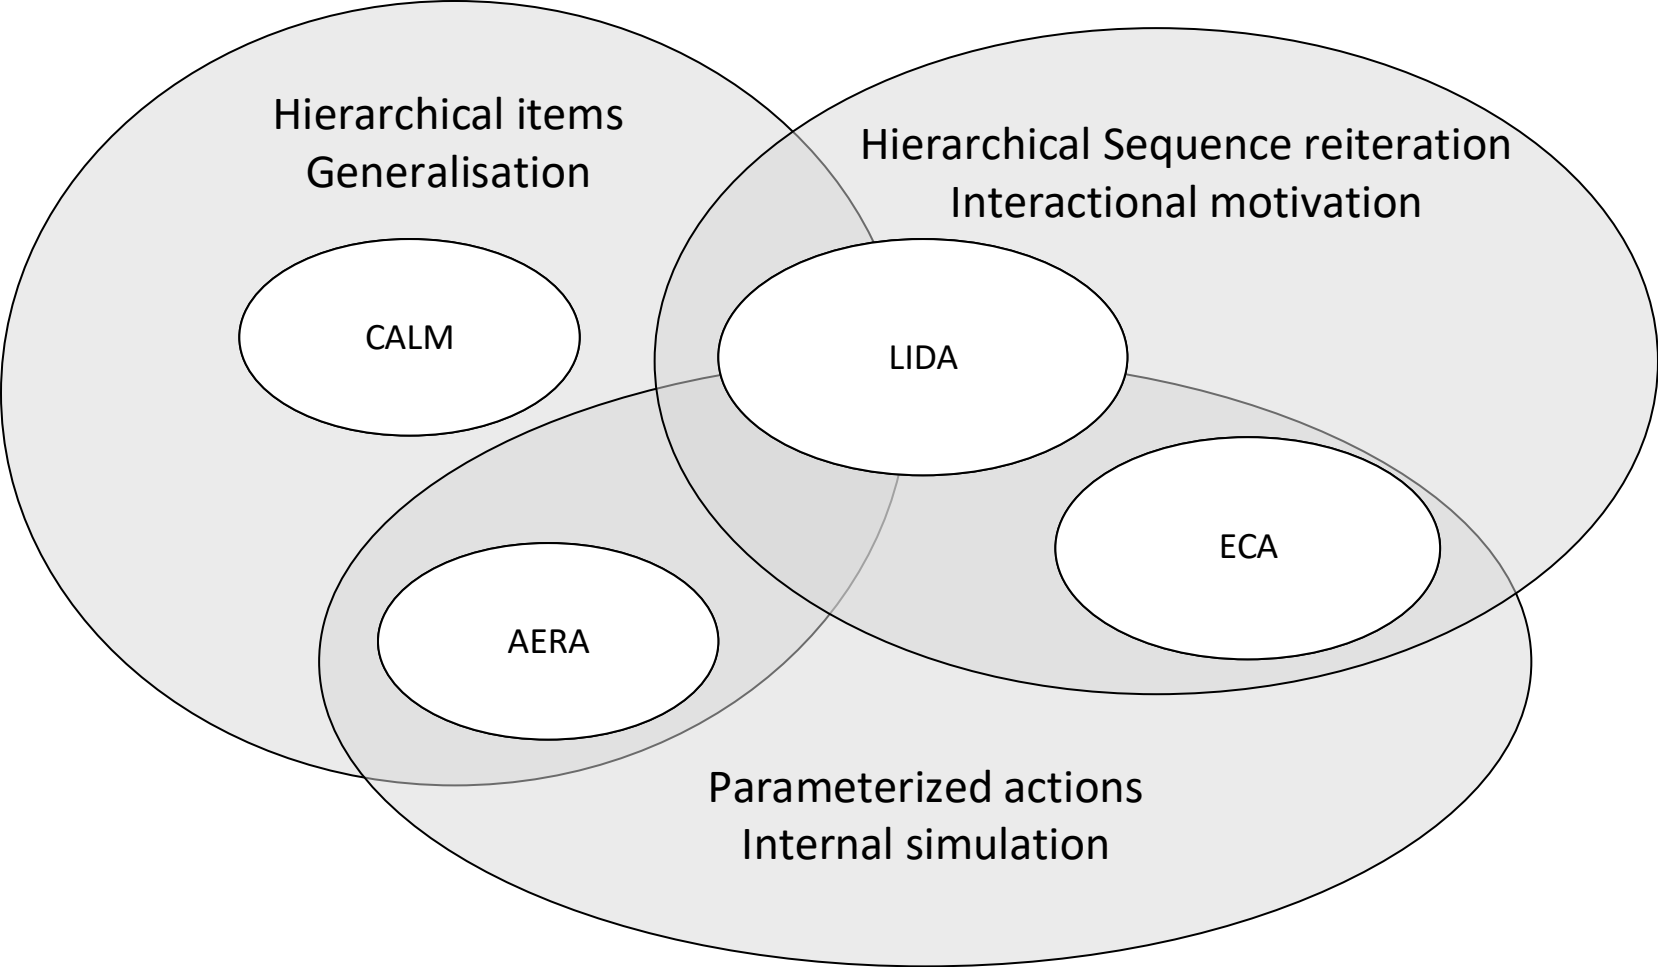 Hierarchical items
Generalisation
Hierarchical Sequence reiteration
Interactional motivation
CALM
LIDA
ECA
AERA
Parameterized actions
Internal simulation